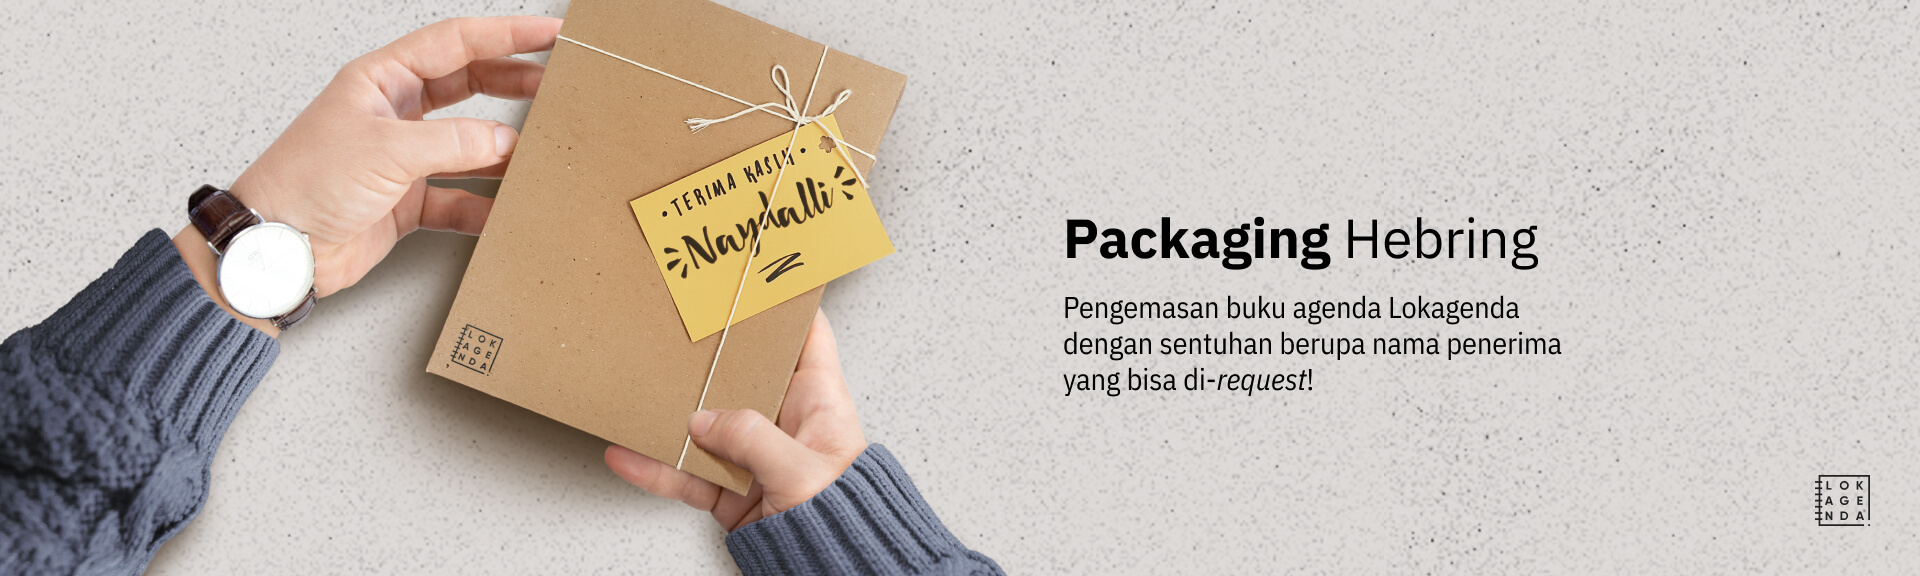 • TERIMA KASIH •
Naydalli
LOK
AGE
NDA
Packaging Hebring
Pengemasan buku agenda Lokagenda
dengan sentuhan berupa nama penerima
yang bisa di-request!
LOK
AGE
NDA